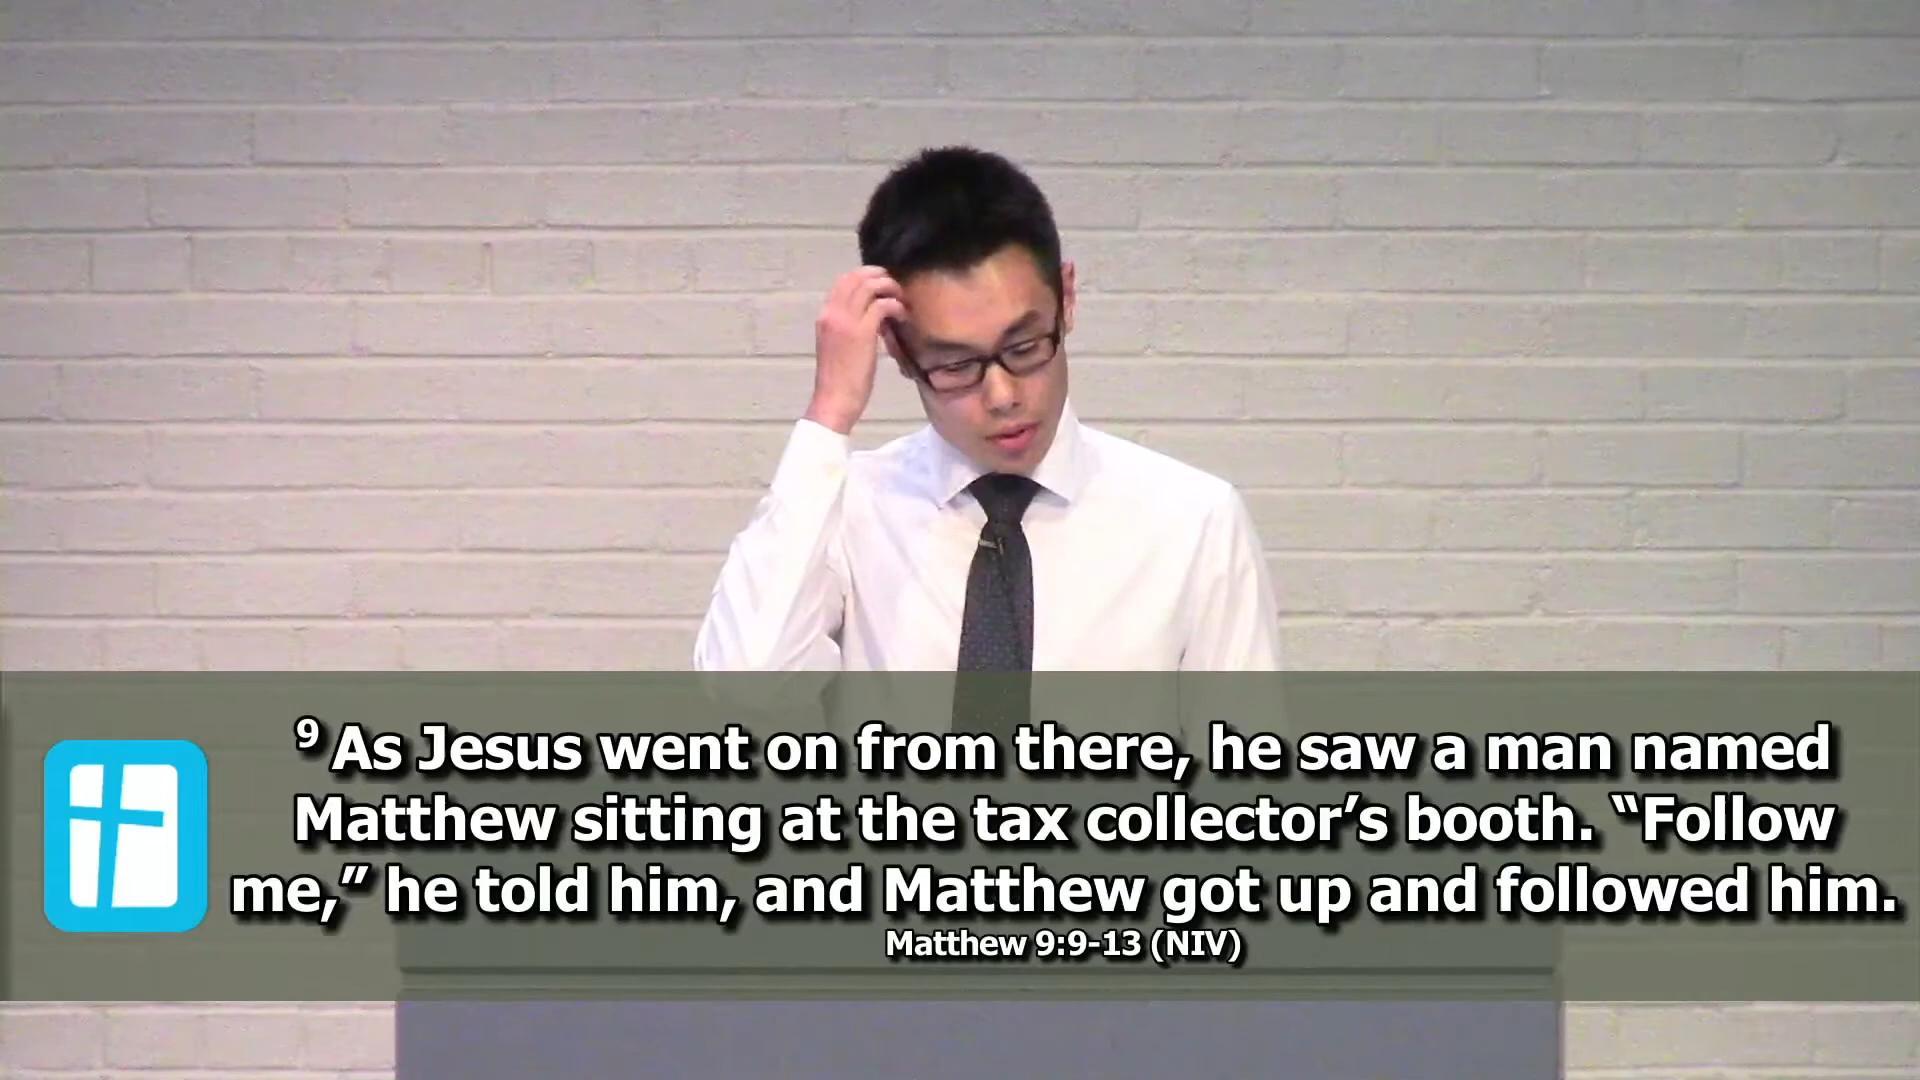 ⁹ As Jesus went on from there, he saw a man named
Matthew sitting at the tax collector’s booth. “Follow
me,” he told him, and Matthew got up and followed him.
Matthew 9:9-13 (NIV)